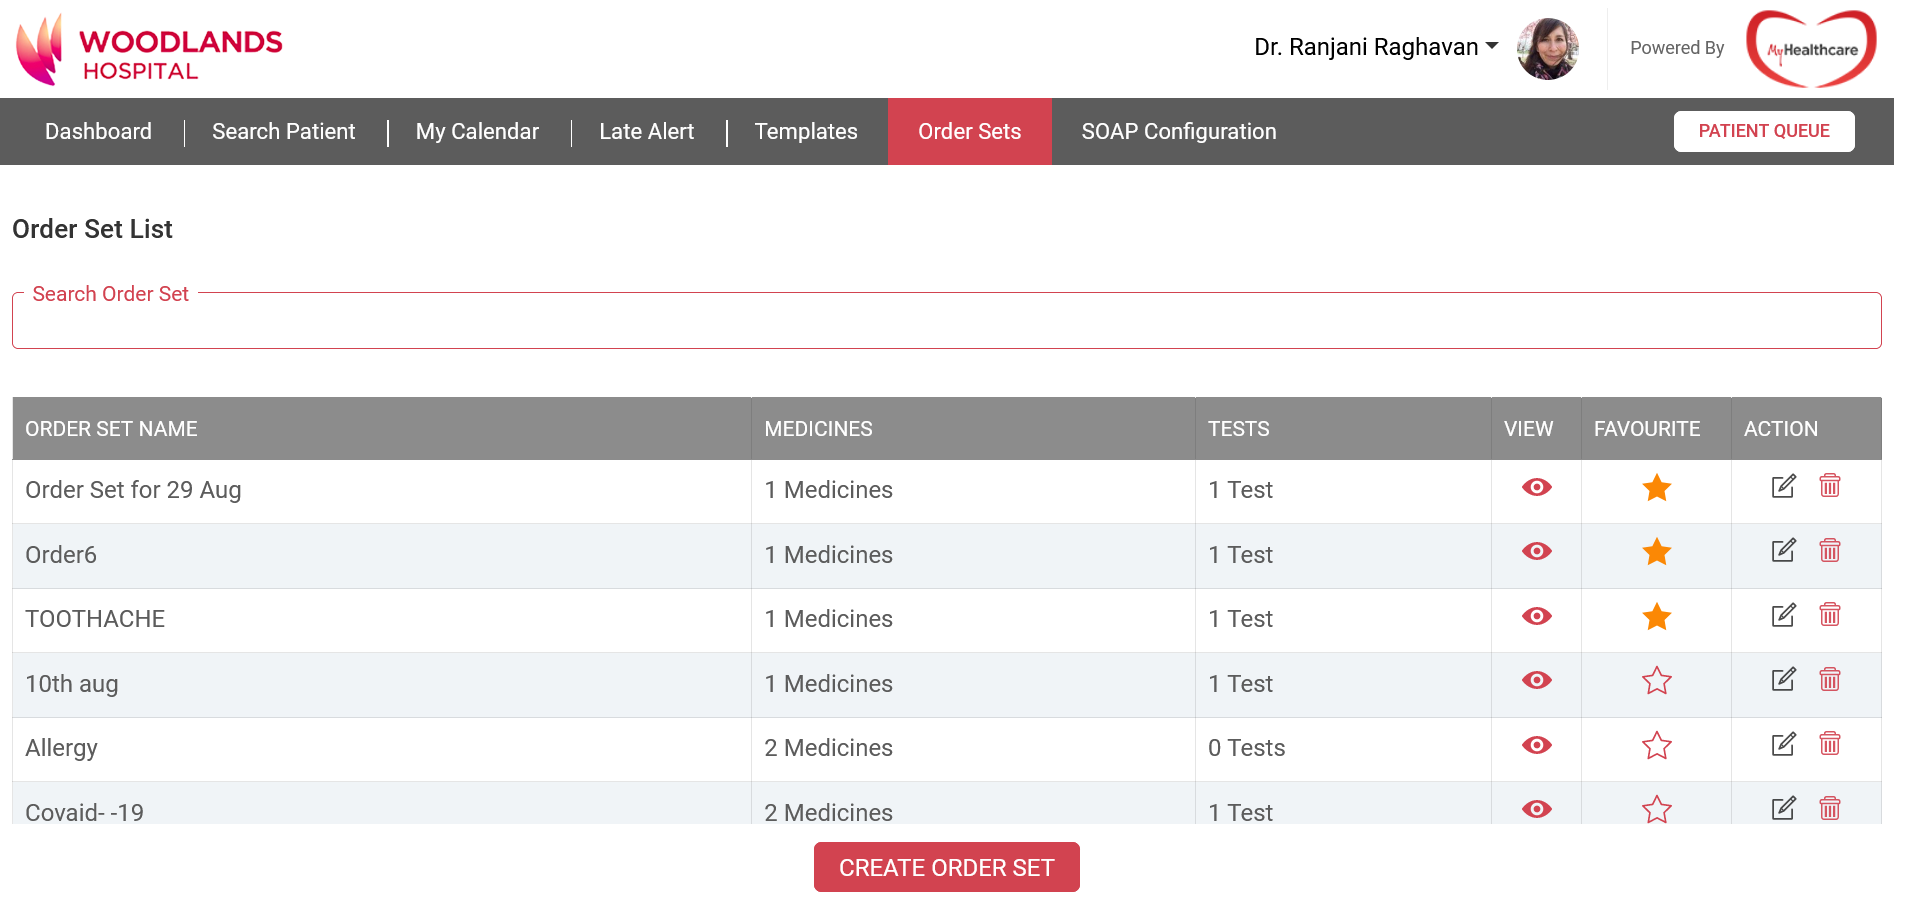 WOODLANDS
HOSPITAL
Dr. Ranjani Raghavan
Powered By
MyHealthcare
Dashboard
Search Patient
My Calendar
Late Alert
Templates
Order Sets
SOAP Configuration
PATIENT QUEUE
Order Set List
Search Order Set
ORDER SET NAME MEDICINES TESTS VIEW FAVOURITE ACTION
Order Set for 29 Aug 1 Medicines 1 Test
Order6 1 Medicines 1 Test
TOOTHACHE 1 Medicines 1 Test
10th aug 1 Medicines 1 Test
Allergy 2 Medicines 0 Tests
Covaid- -19 2 Medicines 1 Test
CREATE ORDER SET